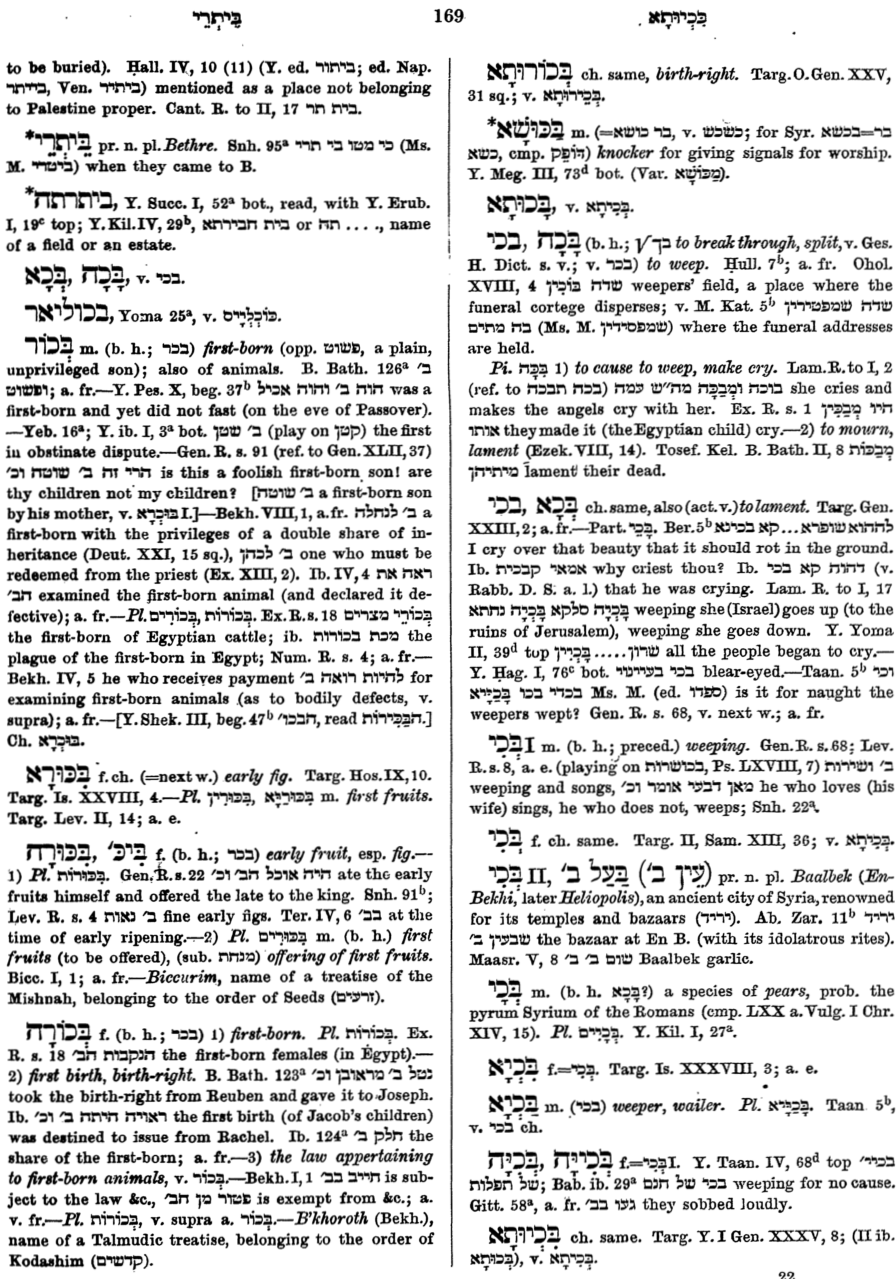 בֵּיתְרֵי 169 בַּכְיוּתָא
to be buried). Ḥall. IV, 10 (11) (Y. ed. ביתור; ed. Nap.
בייתר, Ven. ביתיר) mentioned as a place not belonging
to Palestine proper. Cant. R. to II, 17 בית תר.
*בֵּיתְרֵי pr. n. pl. Bethre. Snh. 95ª כי מטו בי תרי (Ms.
M. ביטרי) when they came to B.
*ביתרתה, Y. Succ. I, 52ª bot., read, with Y. Erub.
I, 19ᶜ top; Y. Kil. IV, 29ᵇ, בית חבירתא or תה . . . ., name
of a field or an estate.
בְּכָא, בָּכָה, v. בכי.
בכוליאר, Yoma 25ª, v. פּוֹכְלְיָיס.
בְּכוֹר m. (b. h.; בכר) first-born (opp. פשוט, a plain,
unprivileged son); also of animals. B. Bath. 126ª ב׳
ופשוט; a. fr.—Y. Pes. X, beg. 37ᵇ חוה ב׳ והוה אכיל was a
first-born and yet did not fast (on the eve of Passover).
—Yeb. 16ª; Y. ib. I, 3ª bot. ב׳ שטן (play on קטן) the first
in obstinate dispute.—Gen. R. s. 91 (ref. to Gen. XLII, 37)
הרי זה ב׳ שוטה וכ׳ is this a foolish first-born son! are
thy children not my children? [ב׳ שוטה a first-born son
by his mother, v. בּוּכְרָא I.]—Bekh. VIII, 1, a. fr. ב׳ לנחלה a
first-born with the privileges of a double share of in-
heritance (Deut. XXI, 15 sq.), ב׳ לכהן one who must be
redeemed from the priest (Ex. XIII, 2). Ib. IV, 4 ראה את
הב׳ examined the first-born animal (and declared it de-
fective); a. fr.—Pl. בְּכוֹרוֹת, בְּכוֹרִים. Ex. R. s. 18 בְּכוֹרֵי מצרים
the first-born of Egyptian cattle; ib. מכת בכורות the
plague of the first-born in Egypt; Num. R. s. 4; a. fr.—
Bekh. IV, 5 he who receives payment להיות רואה ב׳ for
examining first-born animals (as to bodily defects, v.
supra); a. fr.—[Y. Shek. III, beg. 47ᵇ הבכו׳, read הַבַּכִּירוֹת.]
Ch. בּוּכְרָא.
בַּכּוּרָא f. ch. (=next w.) early fig. Targ. Hos. IX, 10.
Targ. Is. XXVIII, 4.—Pl. בִּכּוּרַיָּא, בִּכּוּרִין m. first fruits.
Targ. Lev. II, 14; a. e.
בִּכּוּרָה, בִּיכּ׳ f. (b. h.; בכר) early fruit, esp. fig.—
1) Pl. בִּכּוּרוֹת. Gen. R. s. 22 היה אוכל הב׳ וכ׳ ate the early
fruits himself and offered the late to the king. Snh. 91ᵇ;
Lev. R. s. 4 ב׳ נאות fine early figs. Ter. IV, 6 בב׳ at the
time of early ripening.—2) Pl. בִּכּוּרִים m. (b. h.) first
fruits (to be offered), (sub. מנחת) offering of first fruits.
Bicc. I, 1; a. fr.—Biccurim, name of a treatise of the
Mishnah, belonging to the order of Seeds (זרעים).
בְּכוֹרָה f. (b. h.; בכר) 1) first-born. Pl. בְּכוֹרוֹת. Ex.
R. s. 18 הנקבות הב׳ the first-born females (in Egypt).—
2) first birth, birth-right. B. Bath. 123ª נטל ב׳ מראובן וכ׳
took the birth-right from Reuben and gave it to Joseph.
Ib. ראויה היתה ב׳ וכ׳ the first birth (of Jacob's children)
was destined to issue from Rachel. Ib. 124ª חלק ב׳ the
share of the first-born; a. fr.—3) the law appertaining
to first-born animals, v. בְּכוֹר.—Bekh. I, 1 חייב בב׳ is sub-
ject to the law &c., פטור מן הב׳ is exempt from &c.; a.
v. fr.—Pl. בְּכוֹרוֹת, v. supra a. בְּכוֹר.—B'khoroth (Bekh.),
name of a Talmudic treatise, belonging to the order of
Kodashim (קדשים).
בְּכוֹרוּתָא ch. same, birth-right. Targ. O. Gen. XXV,
31 sq.; v. בְּכֵירוּתָא.
*בַּכּוּשָׁא m. (=בר כושא, v. כשכש; for Syr. בר=בכשא
כשא, cmp. דּוֹפֵק) knocker for giving signals for worship.
Y. Meg. III, 73ᵈ bot. (Var. מַכּוֹשָׁא).
בָּכוּתָא, v. בְּכִיתָא.
בכי, בָּכָה (b. h.; √בך to break through, split, v. Ges.
H. Dict. s. v.; v. בכר) to weep. Ḥull. 7ᵇ; a. fr. Ohol.
XVIII, 4 שדה בּוֹכִין weepers' field, a place where the
funeral cortege disperses; v. M. Kat. 5ᵇ שדה שמפטירין
בה מתים (Ms. M. שמפסידין) where the funeral addresses
are held.
Pi. בִּכָּה 1) to cause to weep, make cry. Lam. R. to I, 2
(ref. to בכה תבכה) בוכה וּמְבַכָּה מה״ש עמה she cries and
makes the angels cry with her. Ex. R. s. 1 היו מְבַכִּין
אותו they made it (the Egyptian child) cry.—2) to mourn,
lament (Ezek. VIII, 14). Tosef. Kel. B. Bath. II, 8 מְבַכּוֹת
מיתיהן lament their dead.
בְּכָא, בכי ch. same, also (act. v.) to lament. Targ. Gen.
XXIII, 2; a. fr.—Part. בָּכֵי. Ber. 5ᵇ להחוא שופרא... קא בכינא
I cry over that beauty that it should rot in the ground.
Ib. אמאי קבכית why criest thou? Ib. דהוה קא בכי (v.
Rabb. D. S. a. l.) that he was crying. Lam. R. to I, 17
בָּכְיָה סלקא בָּכְיָה נחתא weeping she (Israel) goes up (to the
ruins of Jerusalem), weeping she goes down. Y. Yoma
II, 39ᵈ top שרון.....בָּכְיִין all the people began to cry.—
Y. Hag. I, 76ᶜ bot. בכי בעיינוי blear-eyed.—Taan. 5ᵇ וכי
בכדי בכו בָּכַיְיא Ms. M. (ed. ספדו) is it for naught the
weepers wept? Gen. R. s. 68, v. next w.; a. fr.
בְּכִי I m. (b. h.; preced.) weeping. Gen. R. s. 68; Lev.
R. s. 8, a. e. (playing on בכושרות, Ps. LXVIII, 7) ב׳ ושירות
weeping and songs, מאן דבעי אומר וכ׳ he who loves (his
wife) sings, he who does not, weeps; Snh. 22ª.
בְּכִי f. ch. same. Targ. II, Sam. XIII, 36; v. בִּכְיָא.
בְּכִי II, בַּעַל ב׳ (עֵין ב׳) pr. n. pl. Baalbek (En-
Bekhi, later Heliopolis), an ancient city of Syria, renowned
for its temples and bazaars (יריד). Ab. Zar. 11ᵇ יריד
שבעין ב׳ the bazaar at En B. (with its idolatrous rites).
Maasr. V, 8 שום ב׳ ב׳ Baalbek garlic.
בְּכִי m. (b. h. בָּכָא?) a species of pears, prob. the
pyrum Syrium of the Romans (cmp. LXX a. Vulg. I Chr.
XIV, 15). Pl. בְּכִיִּים. Y. Kil. I, 27ª.
בִּכְיָא f.=בְּכִי. Targ. Is. XXXVIII, 3; a. e.
בַּכַּיָא m. (בכי) weeper, wailer. Pl. בַּכָּיֵיא. Taan 5ᵇ,
v. בכי ch.
בְּכִיָּה, בְּכִיָּיה f.=בְּכִי I. Y. Taan. IV, 68ᵈ top בכיי׳
של תפלות; Bab. ib. 29ª בכי של חנם weeping for no cause.
Gitt. 58ª, a. fr. געו בב׳ they sobbed loudly.
בַּכְיוּתָא ch. same. Targ. Y. I Gen. XXXV, 8; (II ib.
בָּכוּתָא), v. בְּכִיתָא.
22